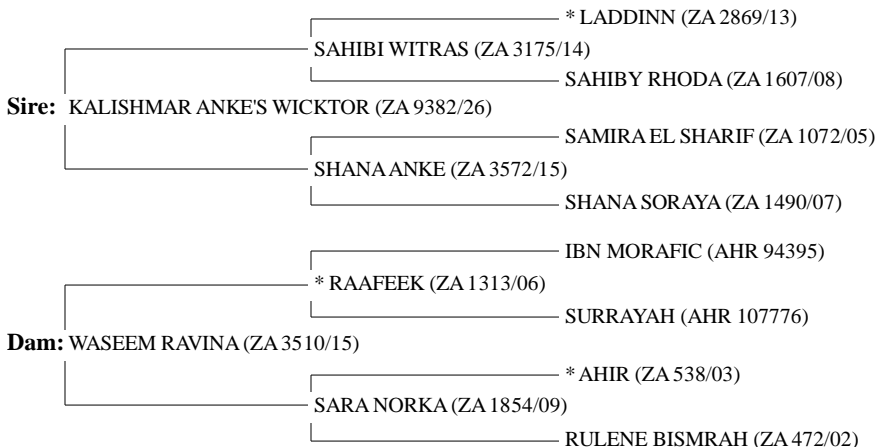 * LADDINN (ZA 2869/13)
SAHIBI WITRAS (ZA 3175/14)
SAHIBY RHODA (ZA 1607/08)
Sire: KALISHMAR ANKE'S WICKTOR (ZA 9382/26)
SAMIRA EL SHARIF (ZA 1072/05)
SHANA ANKE (ZA 3572/15)
SHANA SORAYA (ZA 1490/07)
IBN MORAFIC (AHR 94395)
* RAAFEEK (ZA 1313/06)
SURRAYAH (AHR 107776)
Dam: WASEEM RAVINA (ZA 3510/15)
* AHIR (ZA 538/03)
SARA NORKA (ZA 1854/09)
RULENE BISMRAH (ZA 472/02)